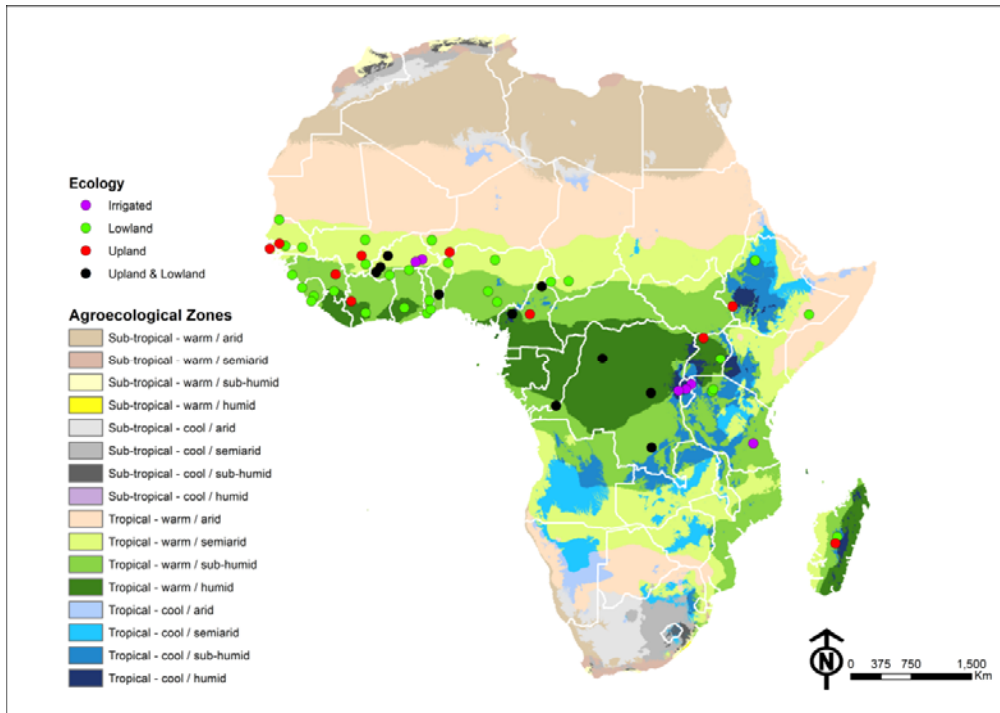 Ecology
Irrigated
Lowland
Upland
Upland & Lowland
Agroecological Zones
Sub-tropical - warm / arid
Sub-tropical - warm / semiarid
Sub-tropical - warm / sub-humid
Sub-tropical - warm / humid
Sub-tropical - cool / arid
Sub-tropical - cool / semiarid
Sub-tropical - cool / sub-humid
Sub-tropical - cool / humid
Tropical - warm / arid
Tropical - warm / semiarid
Tropical - warm / sub-humid
Tropical - warm / humid
Tropical - cool / arid
Tropical - cool / semiarid
Tropical - cool / sub-humid
Tropical - cool / humid
N
0 375 750 1,500
Km